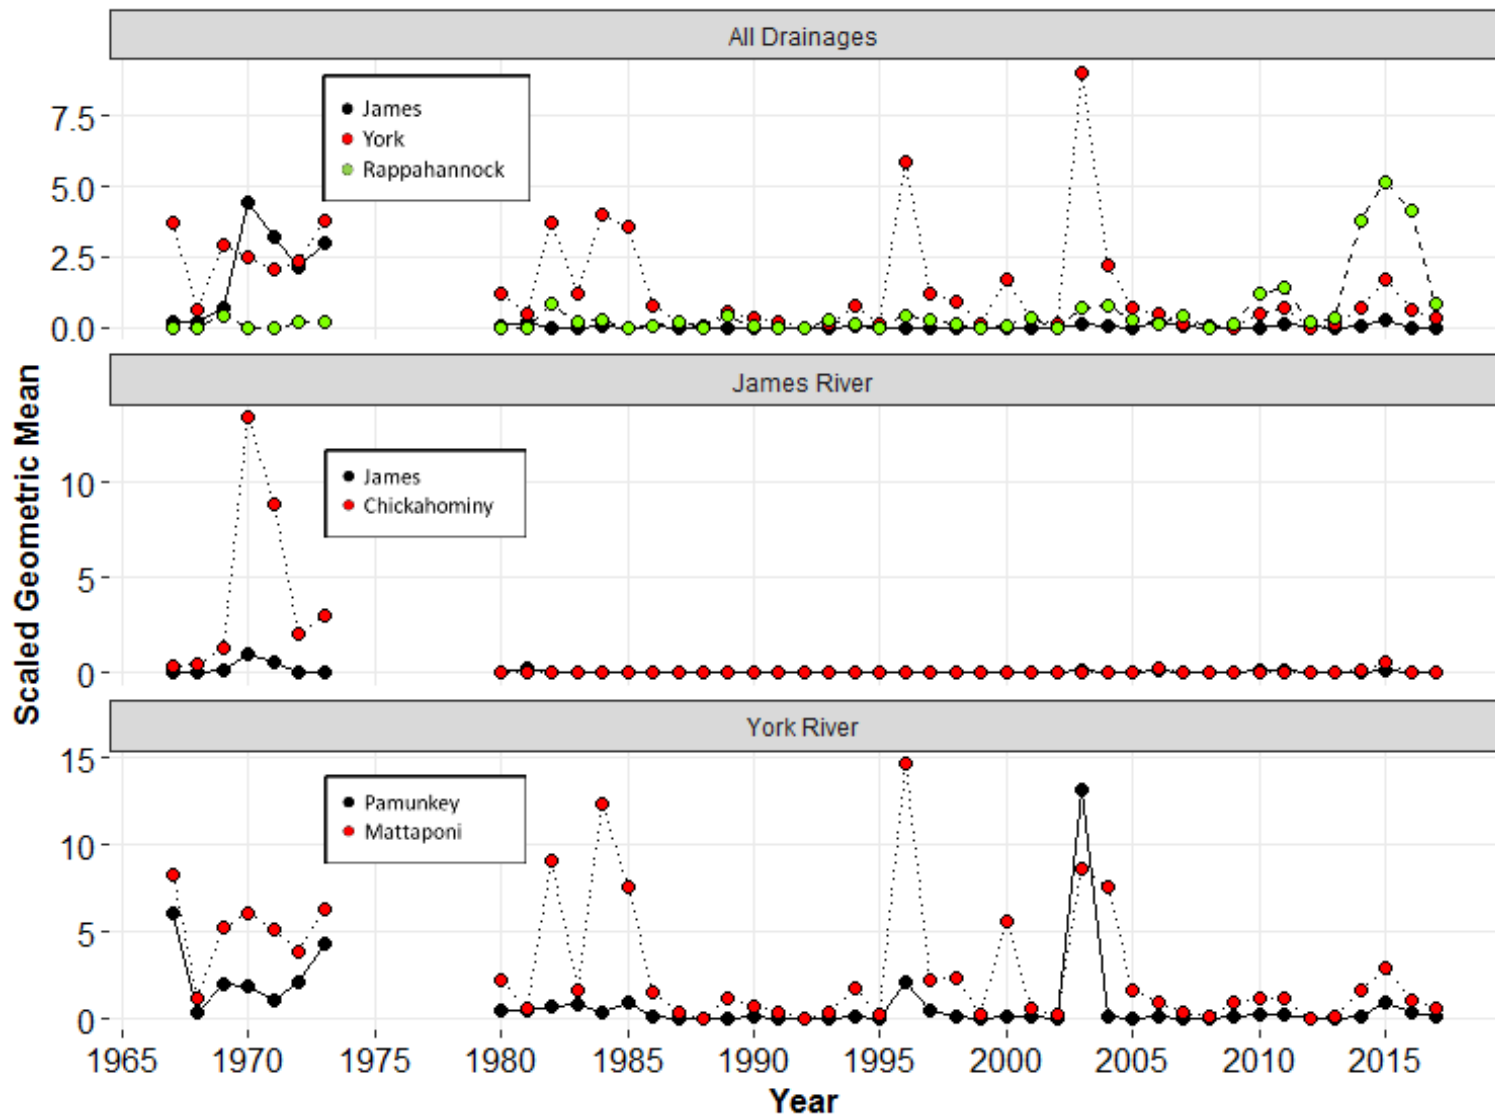 All Drainages
7.5
5.0
2.5
0.0
James
York
Rappahannock
James River
10
5
0
James
Chickahominy
York River
15
10
5
0
Pamunkey
Mattaponi
1965 1970 1975 1980 1985 1990 1995 2000 2005 2010 2015
Year
Scaled Geometric Mean